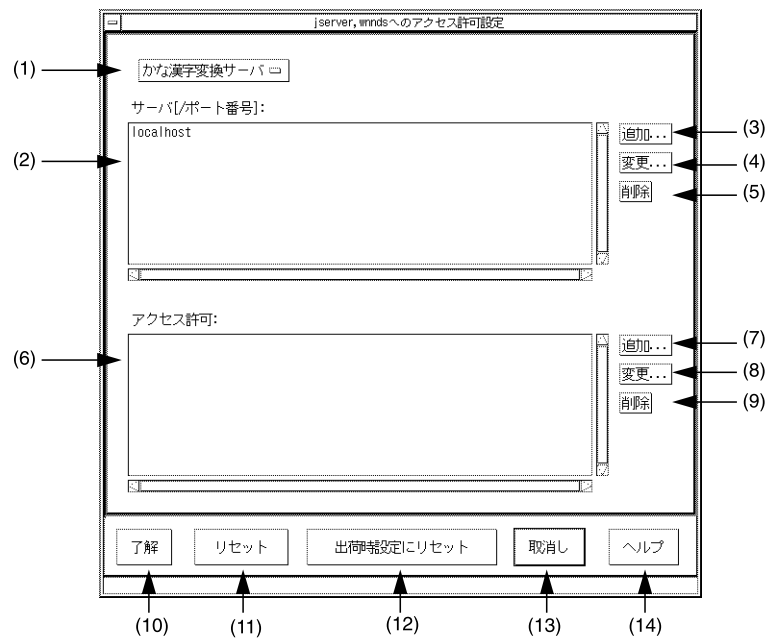 jserver,wnndsへのアクセス許可設定
(1) かな漢字変換サーバ
サーバ[/ポート番号]:
localhost
(2)
追加... (3)
変更... (4)
削除 (5)
アクセス許可:
(6)
追加... (7)
変更... (8)
削除 (9)
了解 リセット 出荷時設定にリセット 取消し ヘルプ
(10) (11) (12) (13) (14)